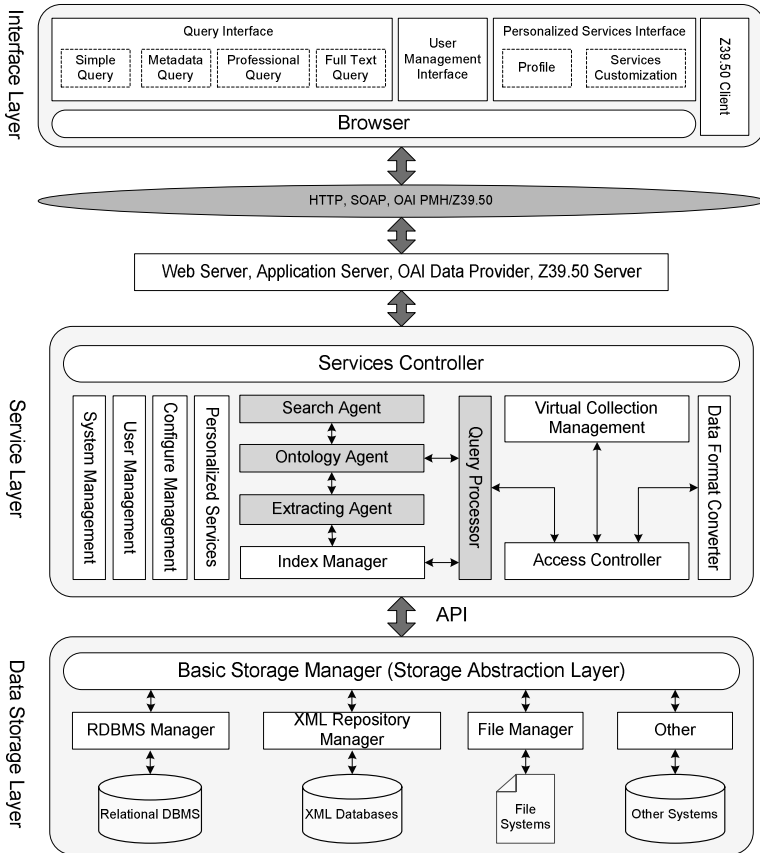 Interface Layer
Query Interface
Simple
Query
Metadata
Query
Professional
Query
Full Text
Query
User
Management
Interface
Personalized Services Interface
Profile
Services
Customization
Z39.50 Client
Browser
HTTP, SOAP, OAI PMH/Z39.50
Web Server, Application Server, OAI Data Provider, Z39.50 Server
Service Layer
Services Controller
System Management
User Management
Configure Management
Personalized Services
Search Agent
Ontology Agent
Extracting Agent
Index Manager
Query Processor
Virtual Collection
Management
Access Controller
Data Format Converter
API
Data Storage Layer
Basic Storage Manager (Storage Abstraction Layer)
RDBMS Manager
XML Repository
Manager
File Manager
Other
Relational DBMS
XML Databases
File
Systems
Other Systems